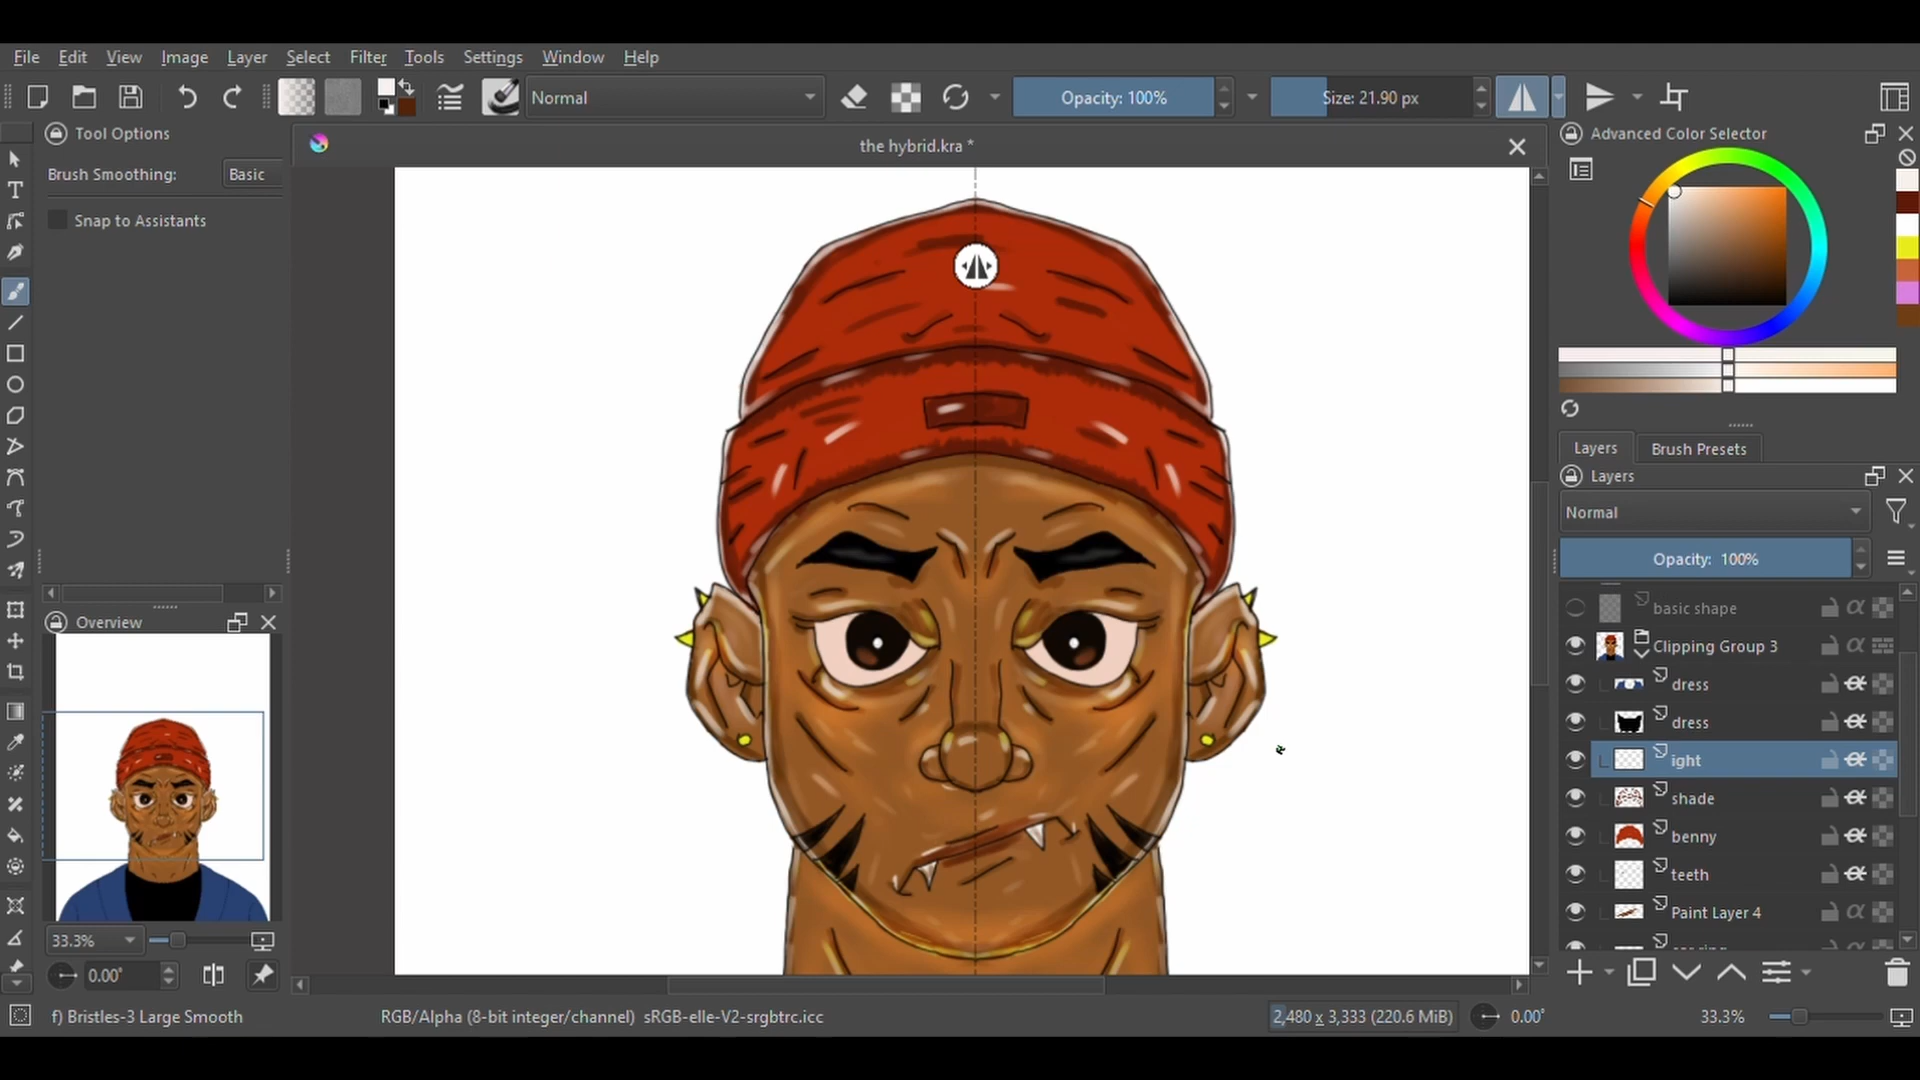 File Edit View Image Layer Select Filter Tools Settings Window Help
Normal
Opacity: 100%
Size: 21.90 px
Tool Options
the hybrid.kra *
Advanced Color Selector
Brush Smoothing:
Basic
Snap to Assistants
Layers
Brush Presets
Layers
Normal
Opacity: 100%
basic shape
Overview
Clipping Group 3
dress
dress
ight
shade
benny
teeth
Paint Layer 4
33.3%
0.00°
f) Bristles-3 Large Smooth
RGB/Alpha (8-bit integer/channel) sRGB-elle-V2-srgbtrc.icc
2,480 x 3,333 (220.6 MiB)
0.00°
33.3%